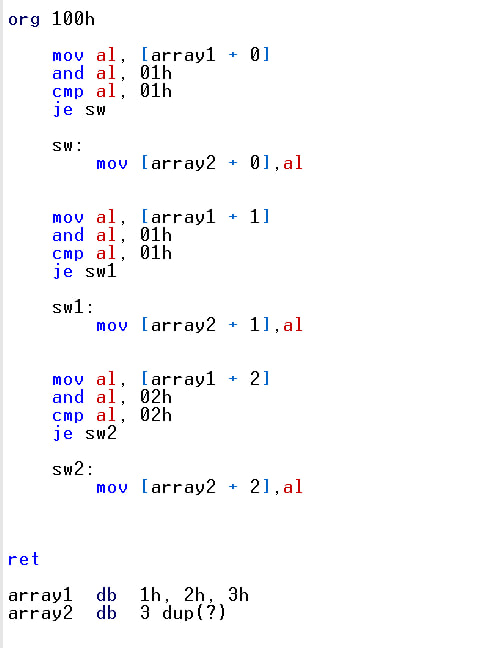 org 100h
mov al, [array1 + 0]
and al, 01h
cmp al, 01h
je sw
sw:
mov [array2 + 0],al
mov al, [array1 + 1]
and al, 01h
cmp al, 01h
je sw1
sw1:
mov [array2 + 1],al
mov al, [array1 + 2]
and al, 02h
cmp al, 02h
je sw2
sw2:
mov [array2 + 2],al
ret
array1 db 1h, 2h, 3h
array2 db 3 dup(?)